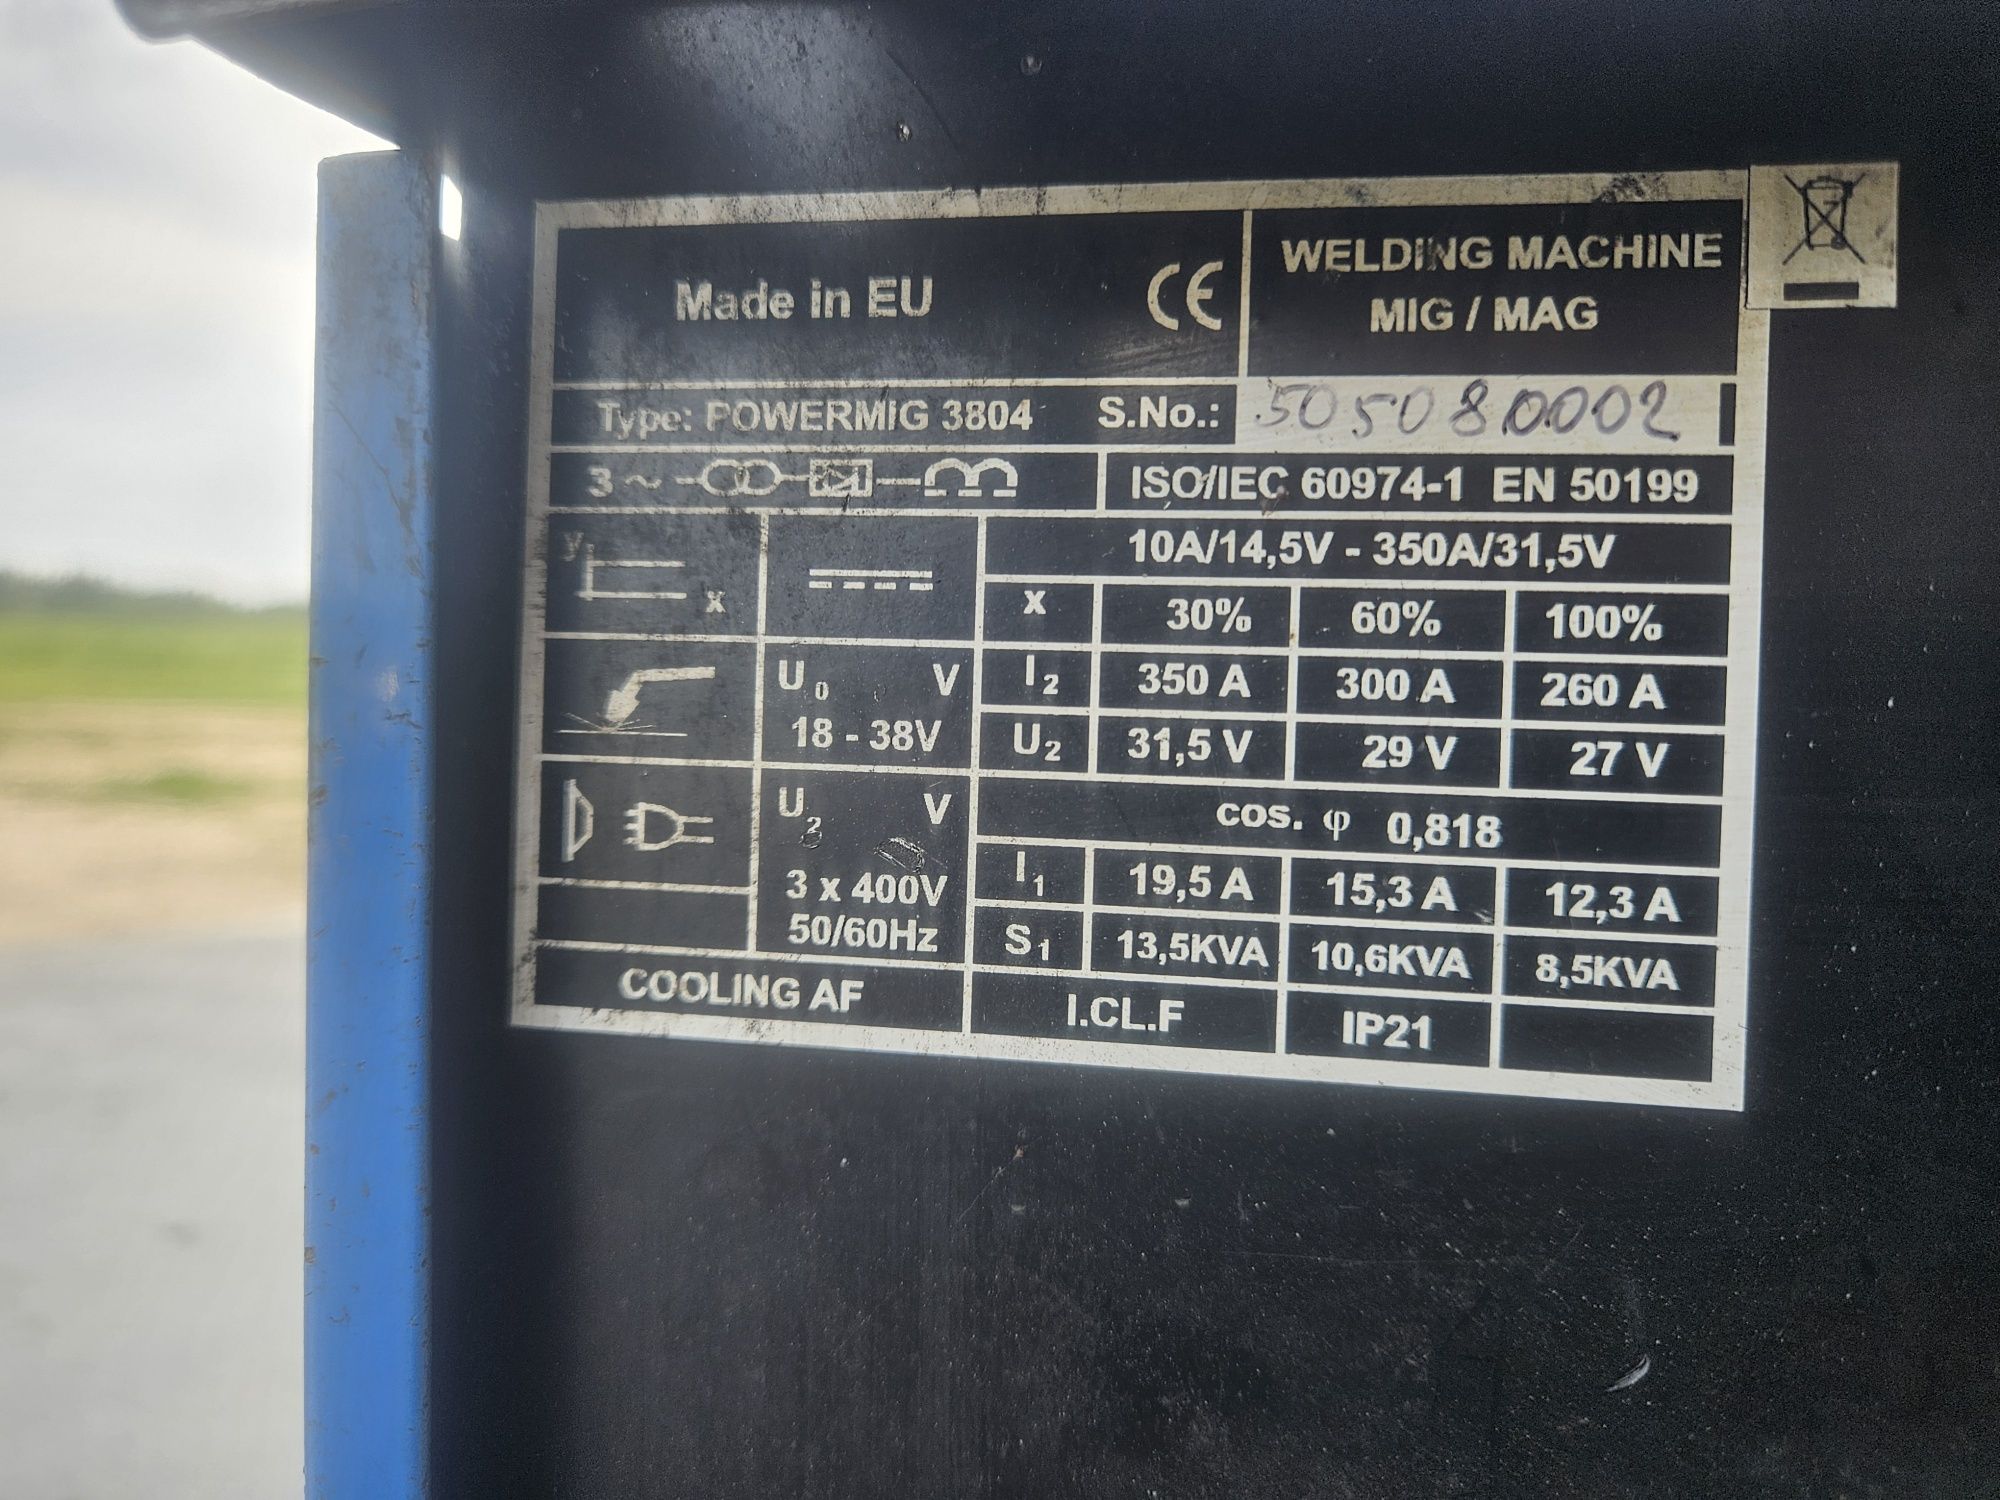 Made in EU CE
WELDING MACHINE
MIG / MAG
Type: POWERMIG 3804 S.No.: 505080002
3 ~ ISO/IEC 60974-1 EN 50199
y
x
10A/14,5V - 350A/31,5V
X 30% 60% 100%
U0 V
18 - 38V
I2 350 A 300 A 260 A
U2 31,5 V 29 V 27 V
U2 V
3 x 400V
50/60Hz
cos. φ 0,818
I1 19,5 A 15,3 A 12,3 A
S1 13,5KVA 10,6KVA 8,5KVA
COOLING AF I.CL.F IP21